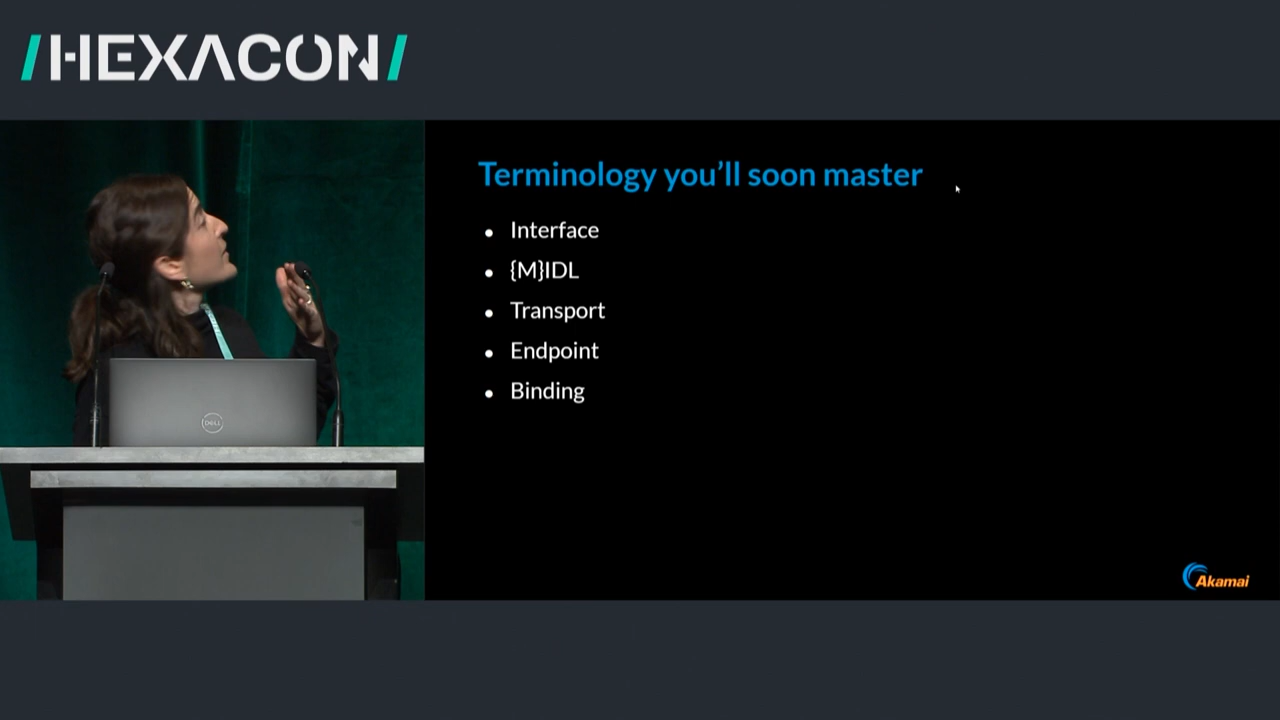 /HEXACON/
Terminology you'll soon master
Interface
{M}IDL
Transport
Endpoint
Binding
DELL
Akamai